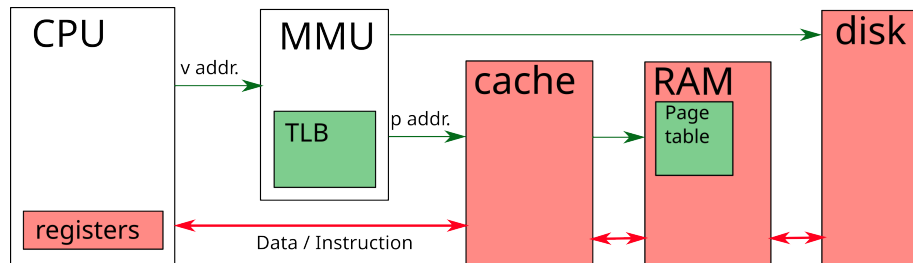 CPU
MMU
disk
v addr.
cache
RAM
TLB
p addr.
Page
table
registers
Data / Instruction